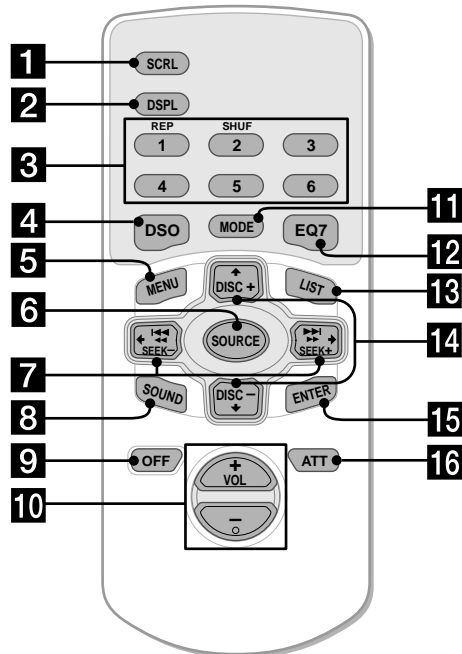 1 SCRL
2 DSPL
REP SHUF
3 1 2 3
4 5 6
4 DSO MODE 11 EQ7 12
5 MENU DISC + LIST 13
6 SOURCE 14
7 SEEK– SEEK+
8 SOUND DISC – ENTER 15
9 OFF ATT 16
10 + VOL –